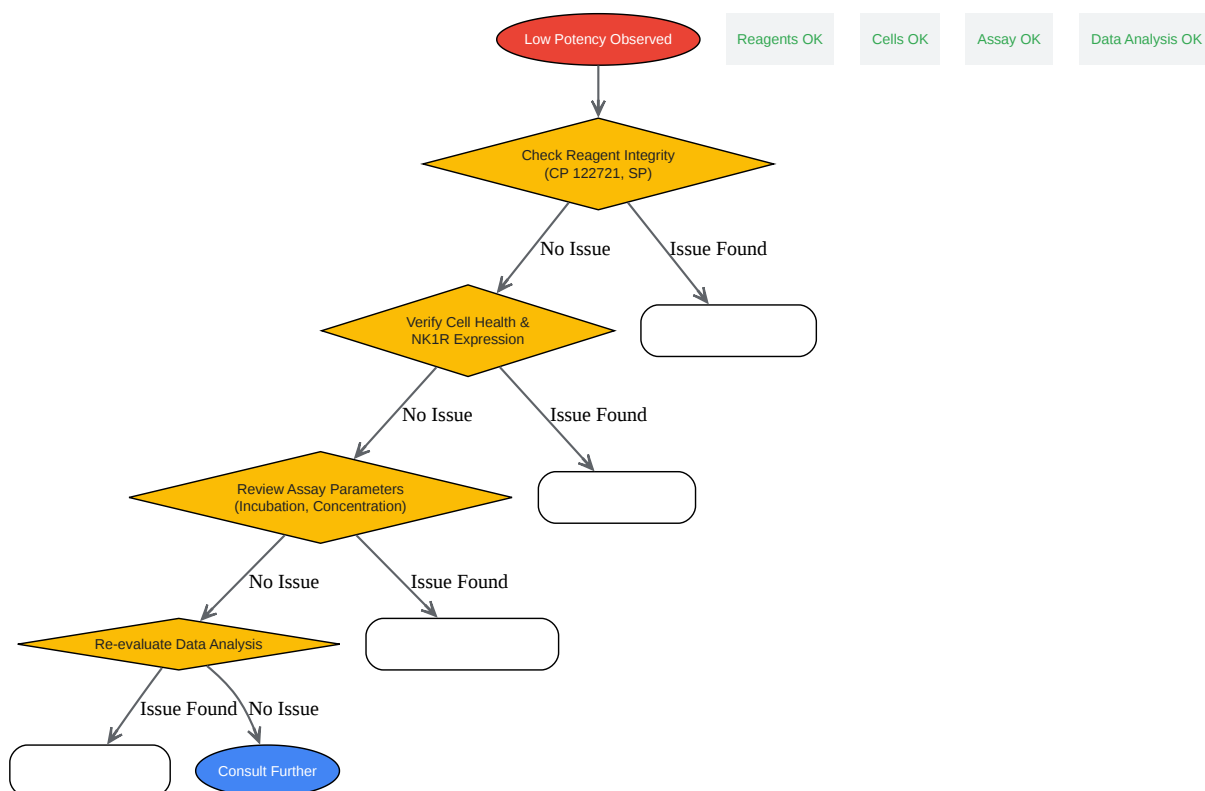 Low Potency Observed
Reagents OK
Cells OK
Assay OK
Data Analysis OK
Check Reagent Integrity
(CP 122721, SP)
No Issue
Issue Found
Verify Cell Health &
NK1R Expression
No Issue
Issue Found
Review Assay Parameters
(Incubation, Concentration)
No Issue
Issue Found
Re-evaluate Data Analysis
Issue Found
No Issue
Consult Further